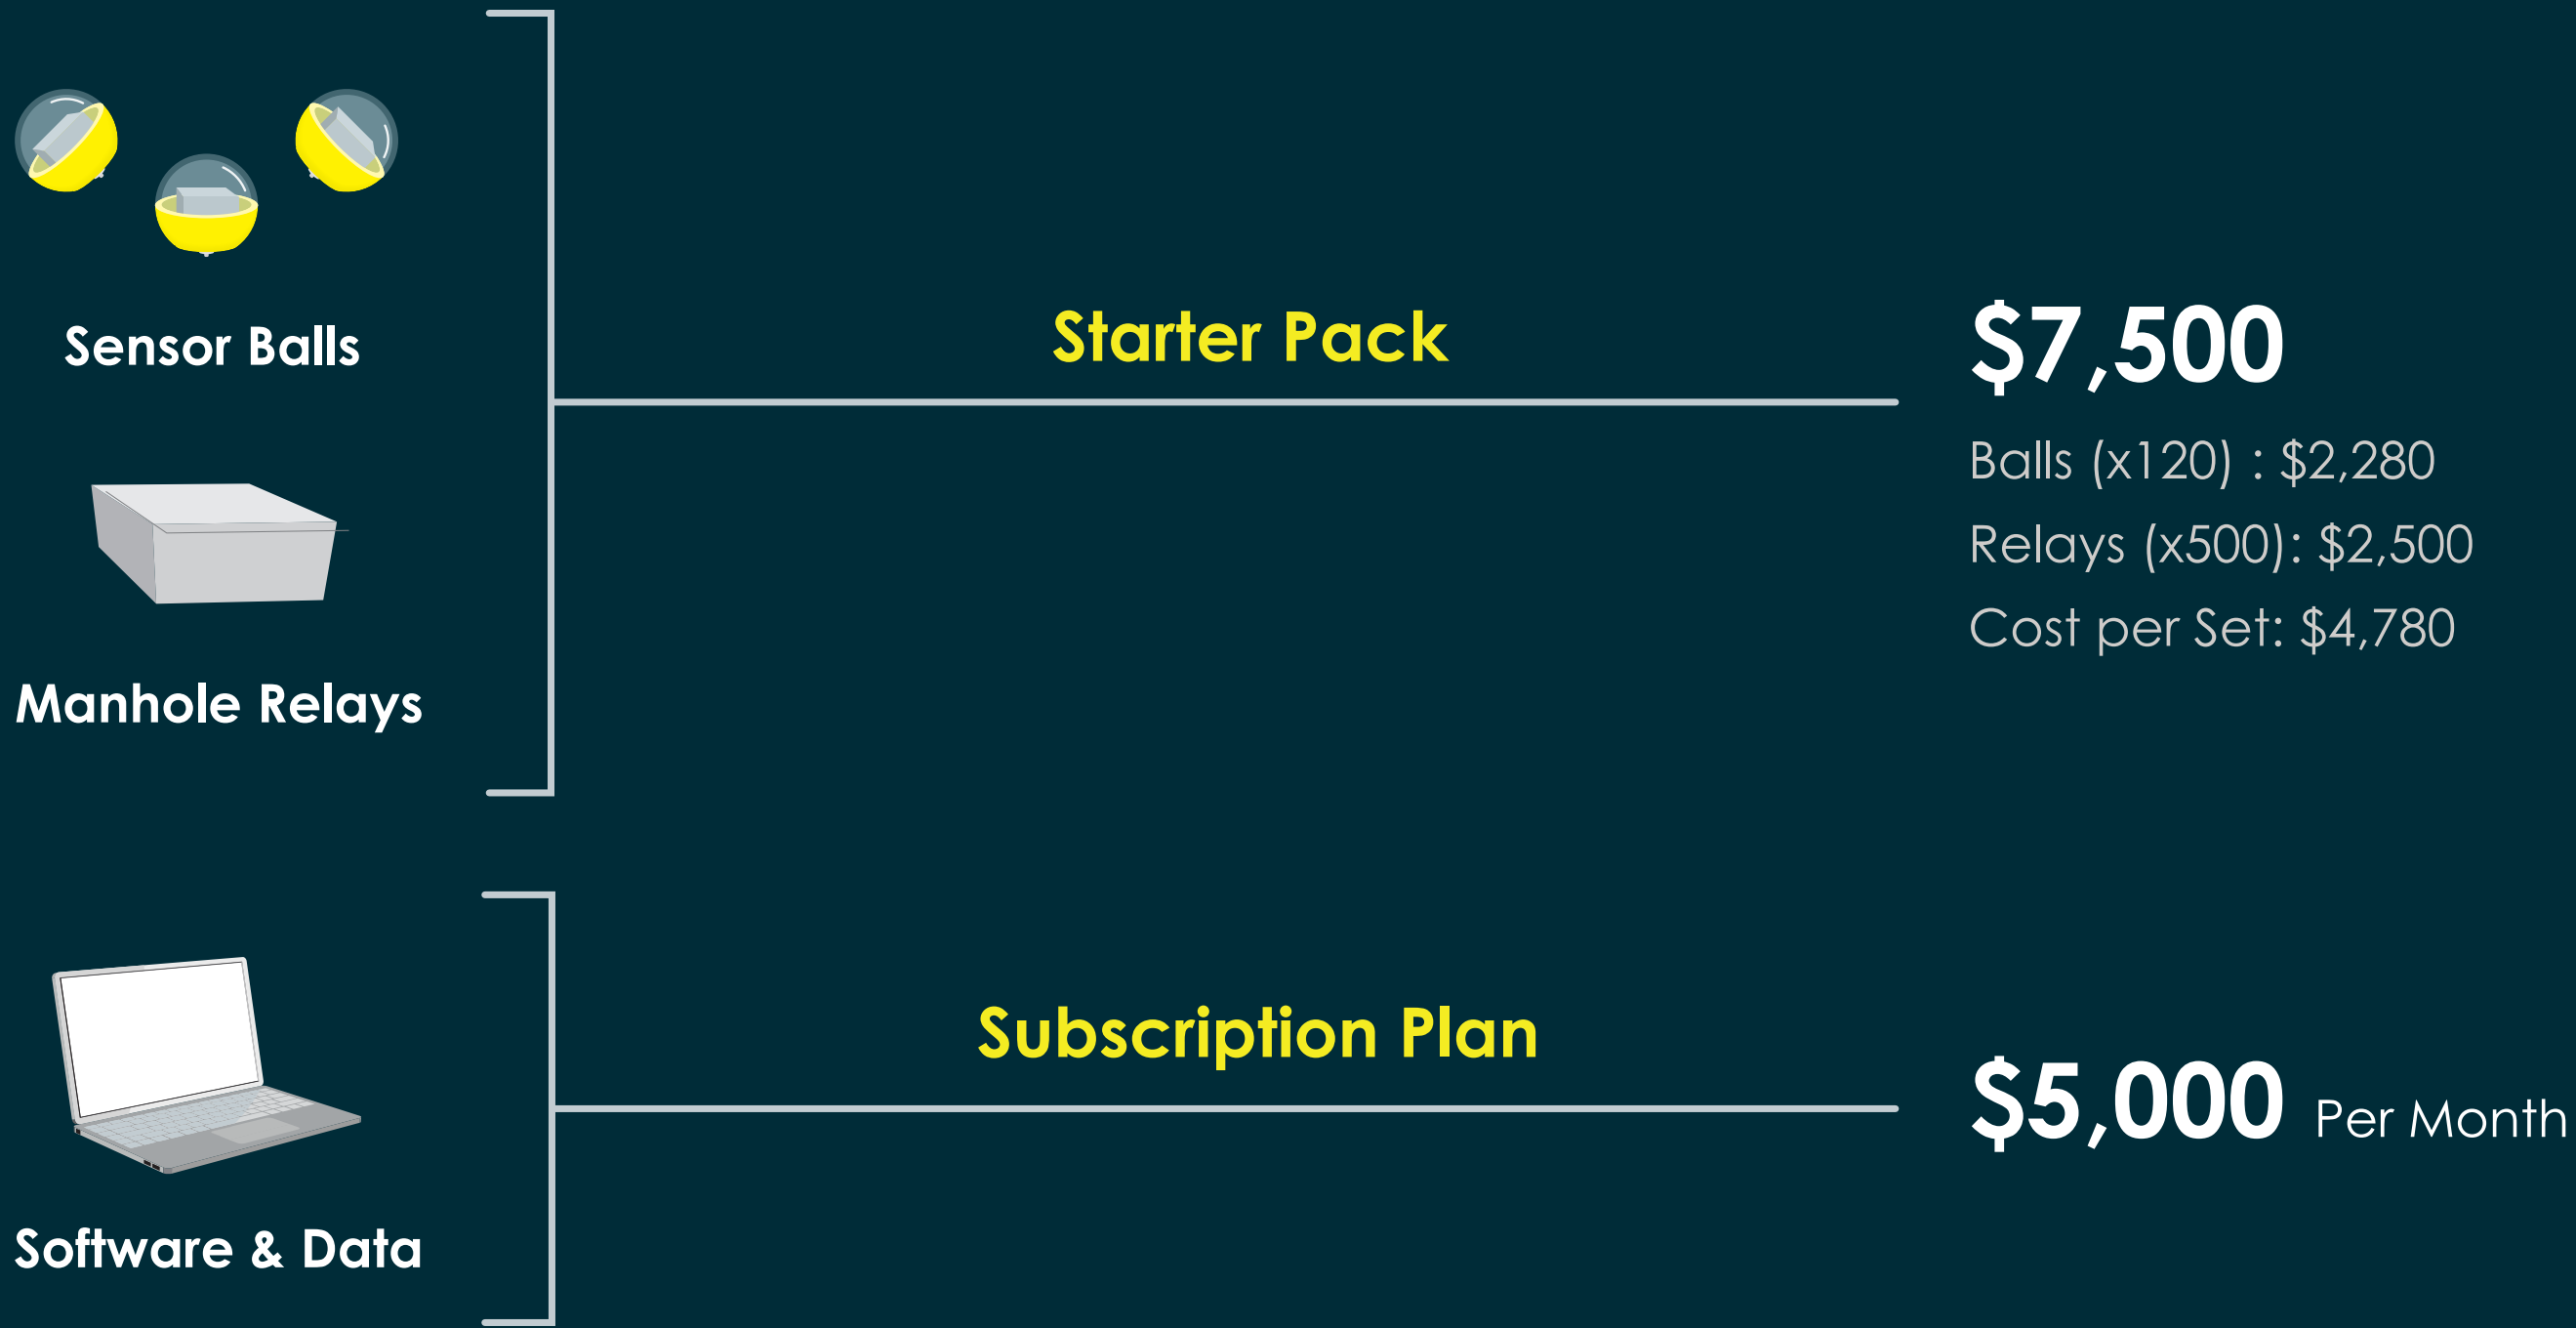 Sensor Balls
Manhole Relays
Starter Pack
$7,500
Balls (x120) : $2,280
Relays (x500): $2,500
Cost per Set: $4,780
Software & Data
Subscription Plan
$5,000 Per Month